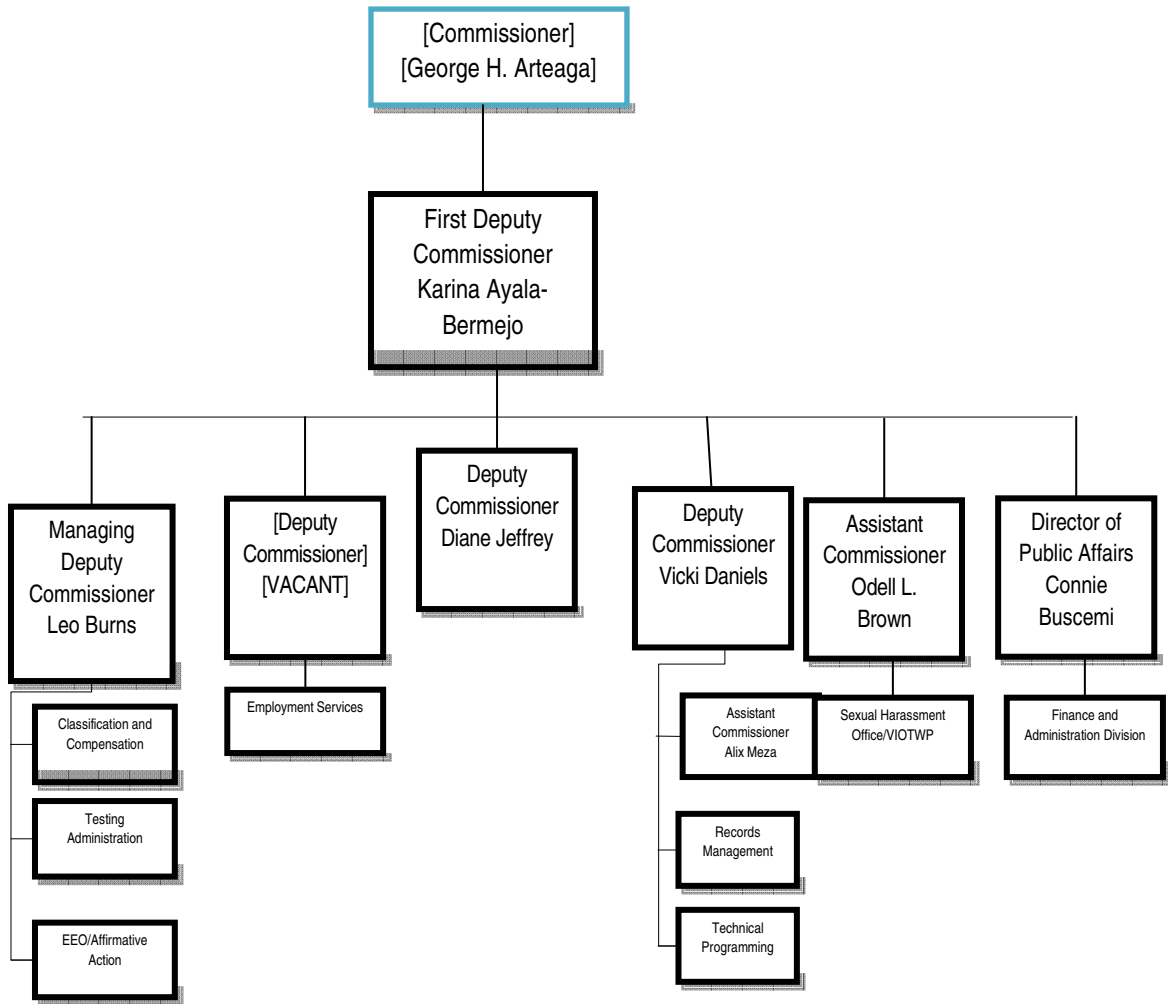 [Commissioner]
[George H. Arteaga]
First Deputy
Commissioner
Karina Ayala-
Bermejo
Managing
Deputy
Commissioner
Leo Burns
[Deputy
Commissioner]
[VACANT]
Deputy
Commissioner
Diane Jeffrey
Deputy
Commissioner
Vicki Daniels
Assistant
Commissioner
Odell L.
Brown
Director of
Public Affairs
Connie
Buscemi
Classification and
Compensation
Testing
Administration
EEO/Affirmative
Action
Employment Services
Assistant
Commissioner
Alix Meza
Records
Management
Technical
Programming
Sexual Harassment
Office/VIOTWP
Finance and
Administration Division